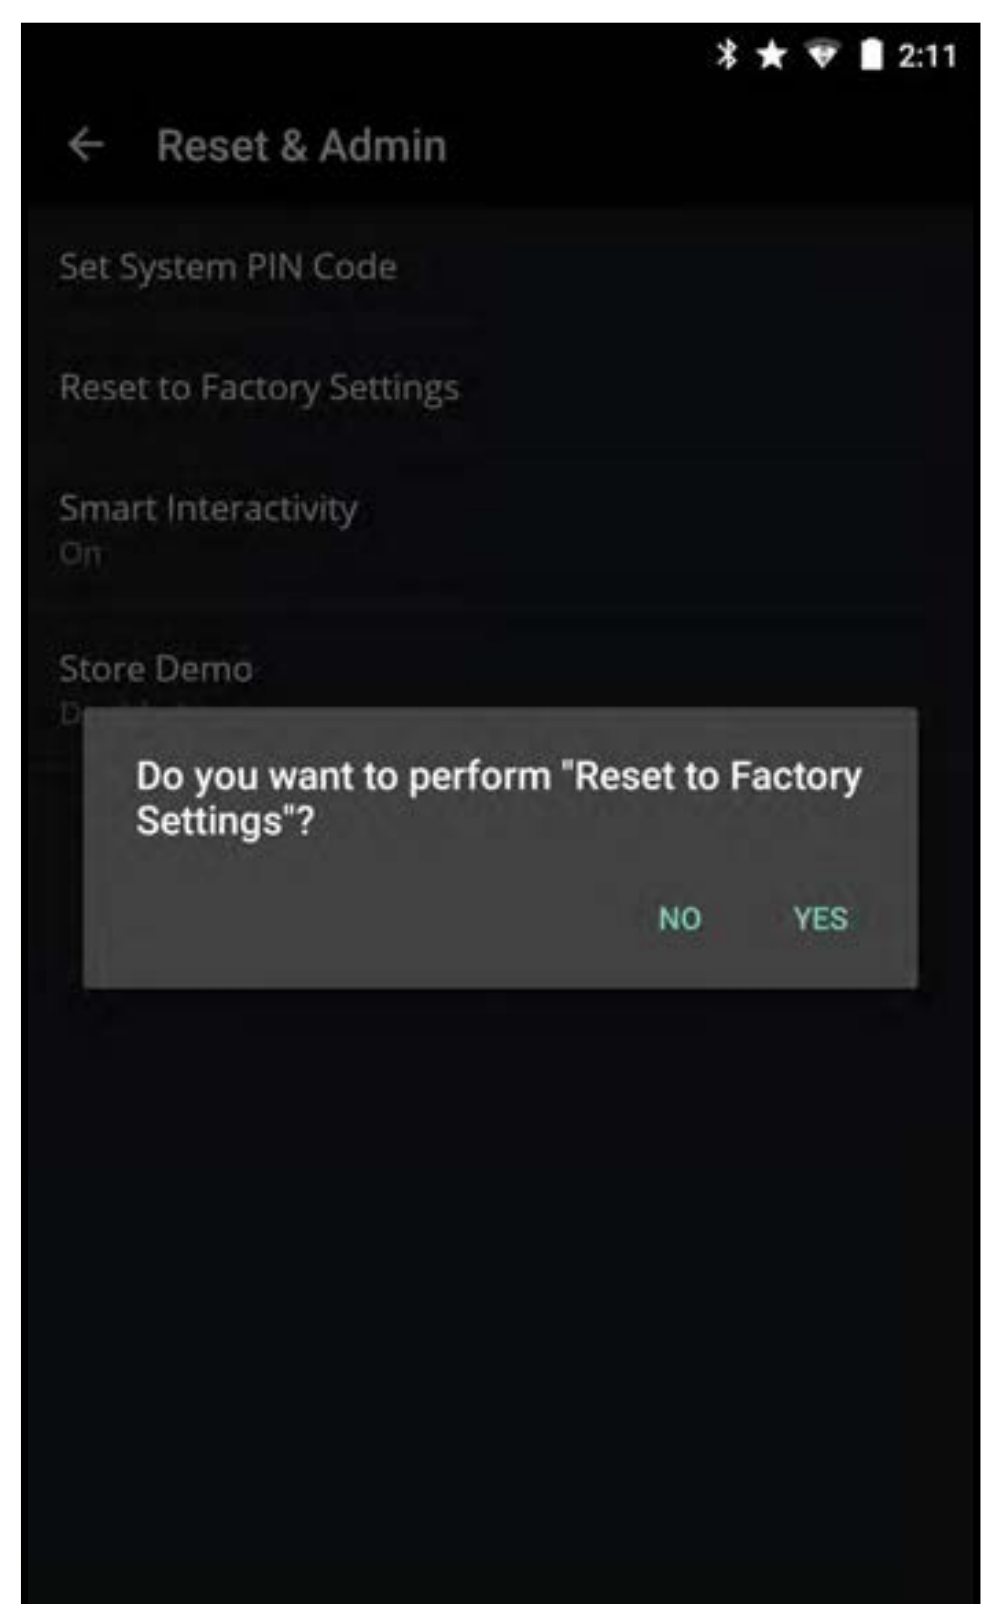 2:11
Reset & Admin
Set System PIN Code
Reset to Factory Settings
Smart Interactivity
On
Store Demo
Do you want to perform "Reset to Factory
Settings"?
NO YES